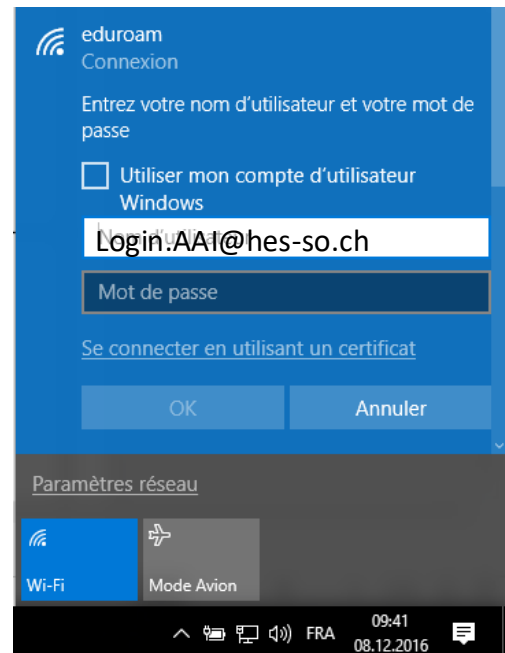 eduroam
Connexion
Entrez votre nom d'utilisateur et votre mot de
passe
Utiliser mon compte d'utilisateur
Windows
Login.AAI@hes-so.ch
Mot de passe
Se connecter en utilisant un certificat
OK
Annuler
Paramètres réseau
Wi-Fi
Mode Avion
FRA
09:41
08.12.2016